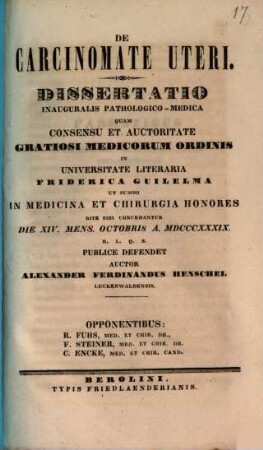 17
DE
CARCINOMATE UTERI.
DISSERTATIO
INAUGURALIS PATHOLOGICO-MEDICA
QUAM
CONSENSU ET AUCTORITATE
GRATIOSI MEDICORUM ORDINIS
IN
UNIVERSITATE LITERARIA
FRIDERICA GUILELMA
UT SUMMI
IN MEDICINA ET CHIRURGIA HONORES
RITE SIBI CONCEDANTUR
DIE XIV. MENS. OCTOBRIS A. MDCCCXXXIX.
H. L. Q. S.
PUBLICE DEFENDET
AUCTOR
ALEXANDER FERDINANDUS HENSCHEL
LUCKENWALDENSIS.
OPPONENTIBUS:
R. FUHS, MED. ET CHIR. DR.,
F. STEINER, MED. ET CHIR. DR.
C. ENCKE, MED. ET CHIR. CAND.
BEROLINI,
TYPIS FRIEDLAENDERIANIS.